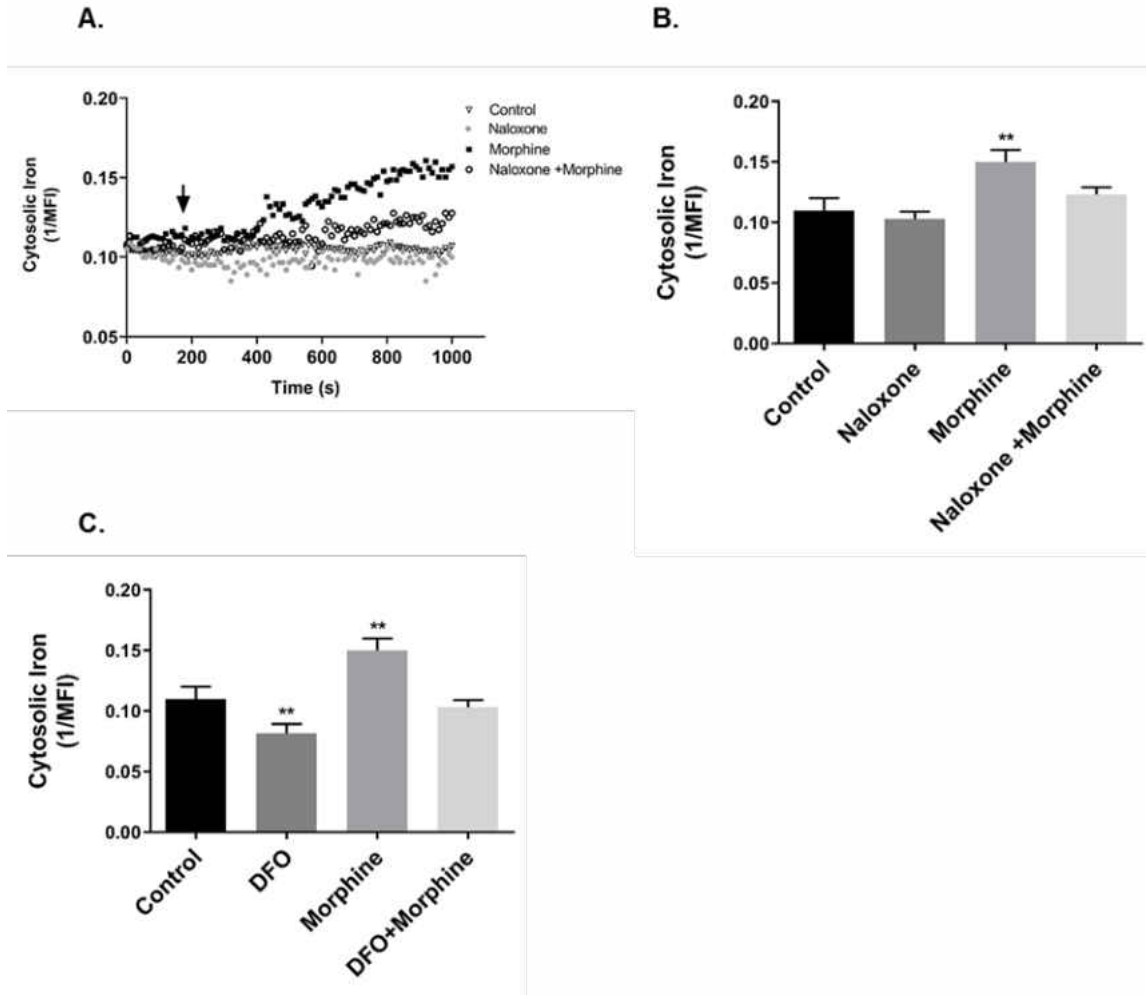 A.
B.
0.20
0.15
0.10
0.05
Cytosolic Iron
(1/MFI)
0
200
400
600
800
1000
Time (s)
Control
Naloxone
Morphine
Naloxone +Morphine
0.20
0.15
0.10
0.05
0.00
Cytosolic Iron
(1/MFI)
**
Control
Naloxone
Morphine
Naloxone +Morphine
C.
0.20
0.15
0.10
0.05
0.00
Cytosolic Iron
(1/MFI)
**
**
Control
DFO
Morphine
DFO+Morphine